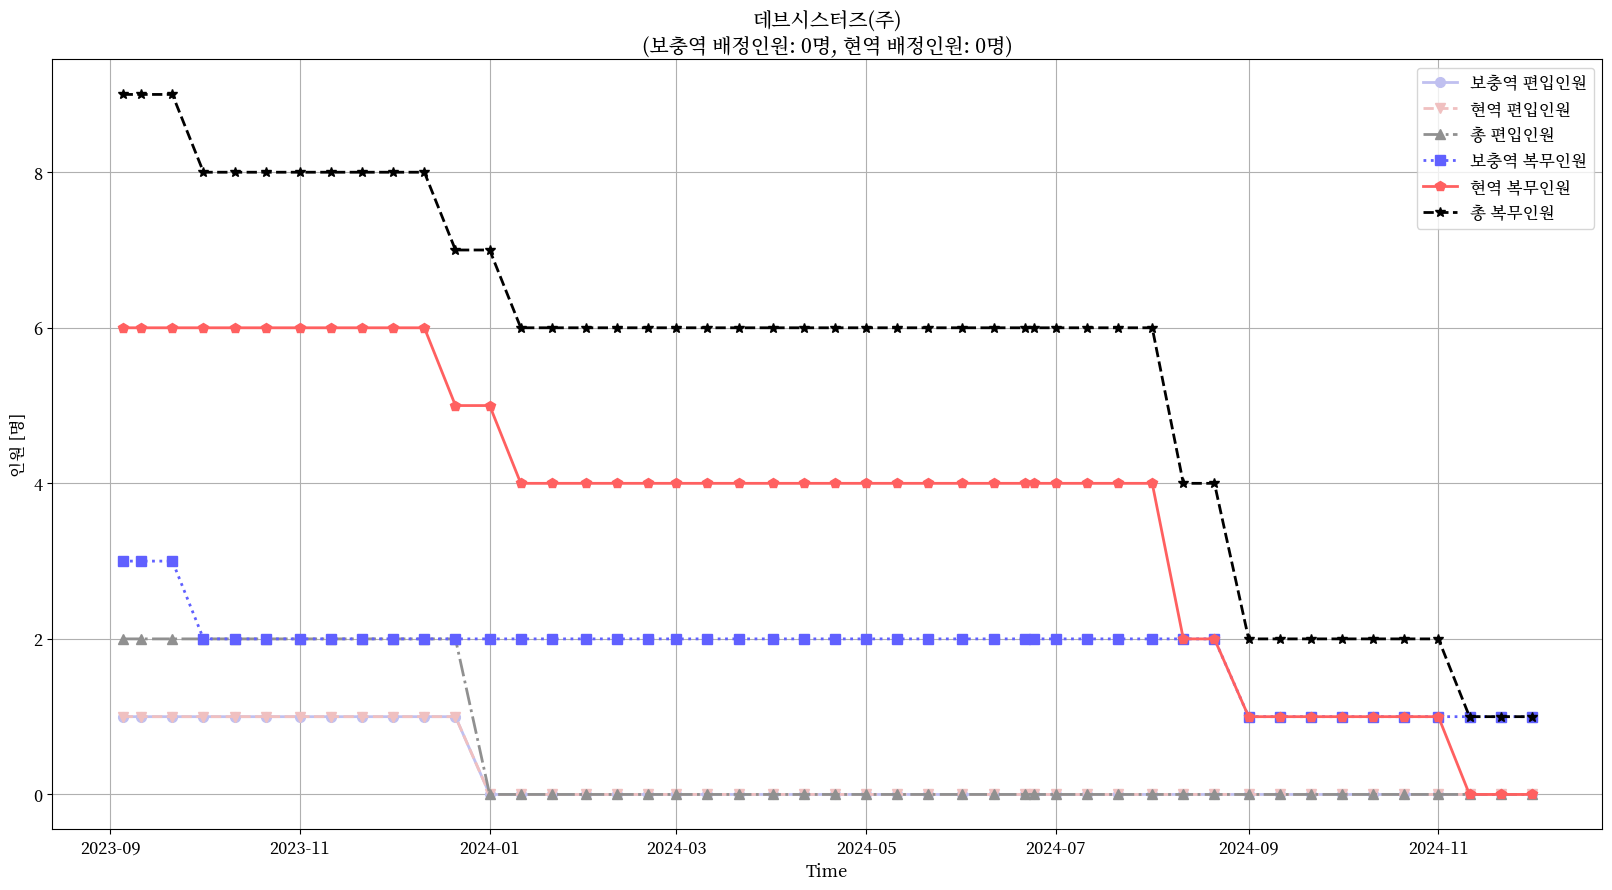 데브시스터즈(주)
(보충역 배정인원: 0명, 현역 배정인원: 0명)
보충역 편입인원
현역 편입인원
총 편입인원
보충역 복무인원
현역 복무인원
총 복무인원
인원 [명]
8
6
4
2
0
2023-09 2023-11 2024-01 2024-03 2024-05 2024-07 2024-09 2024-11
Time